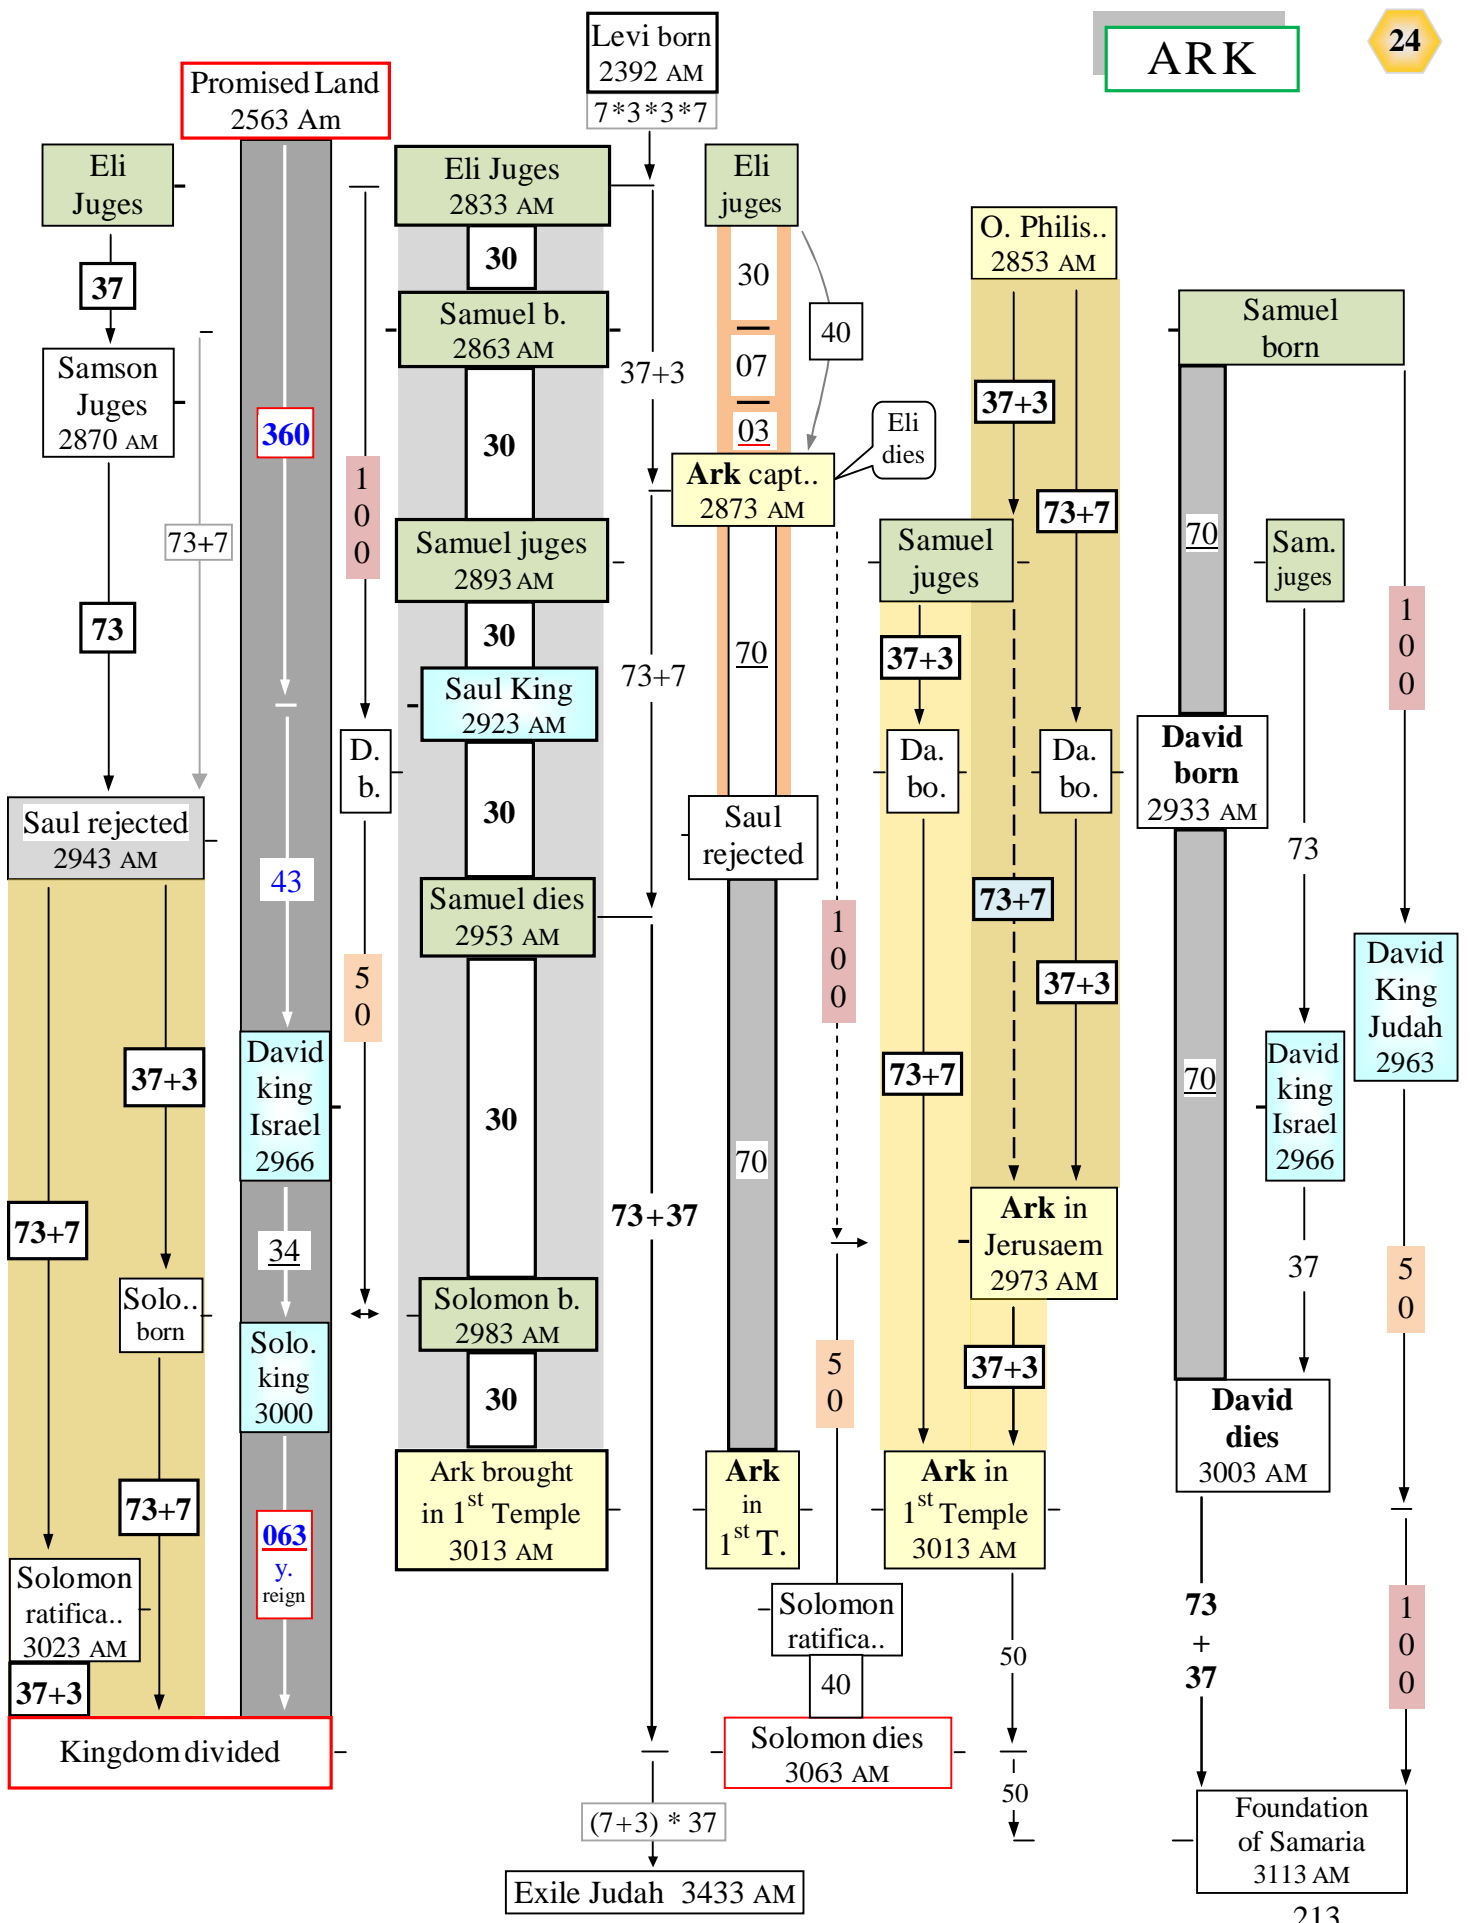 Levi born
2392 AM
7*3*3*7
ARK
24
Promised Land
2563 Am
Eli
Juges
37
Samson
Juges
2870 AM
73
73+7
Saul rejected
2943 AM
37+3
73+7
Solo..
born
73+7
Solomon
ratifica..
3023 AM
37+3
Kingdom divided
360
43
David
king
Israel
2966
34
Solo.
king
3000
063
y.
reign
1
0
0
D.
b.
5
0
Eli Juges
2833 AM
30
Samuel b.
2863 AM
30
Samuel juges
2893 AM
30
Saul King
2923 AM
30
Samuel dies
2953 AM
30
Solomon b.
2983 AM
30
Ark brought
in 1st Temple
3013 AM
37+3
73+7
73+37
(7+3) * 37
Exile Judah 3433 AM
Eli
juges
30
07
03
40
Eli
dies
Ark capt..
2873 AM
70
Saul
rejected
70
Ark
in
1st T.
1
0
0
5
0
Solomon
ratifica..
40
Solomon dies
3063 AM
O. Philis..
2853 AM
37+3
73+7
Samuel
juges
37+3
Da.
bo.
Da.
bo.
73+7
37+3
73+7
Ark in
Jerusaem
2973 AM
37+3
Ark in
1st Temple
3013 AM
50
50
Samuel
born
70
David
born
2933 AM
70
David
dies
3003 AM
73
+
37
Sam.
juges
73
David
king
Israel
2966
37
1
0
0
David
King
Judah
2963
5
0
1
0
0
Foundation
of Samaria
3113 AM
213